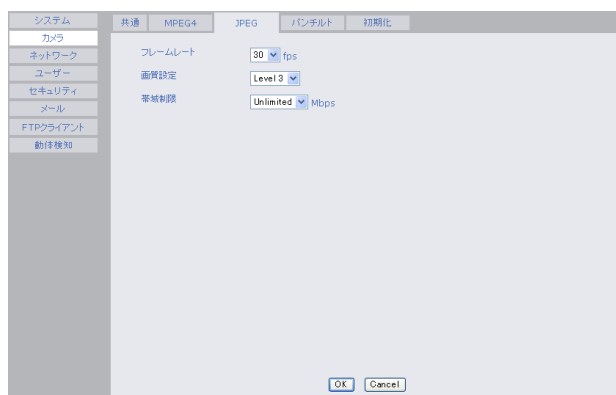 システム
カメラ
ネットワーク
ユーザー
セキュリティ
メール
FTPクライアント
動体検知
共通 MPEG4 JPEG パンチルト 初期化
フレームレート 30 fps
画質設定 Level 3
帯域制限 Unlimited Mbps
OK Cancel